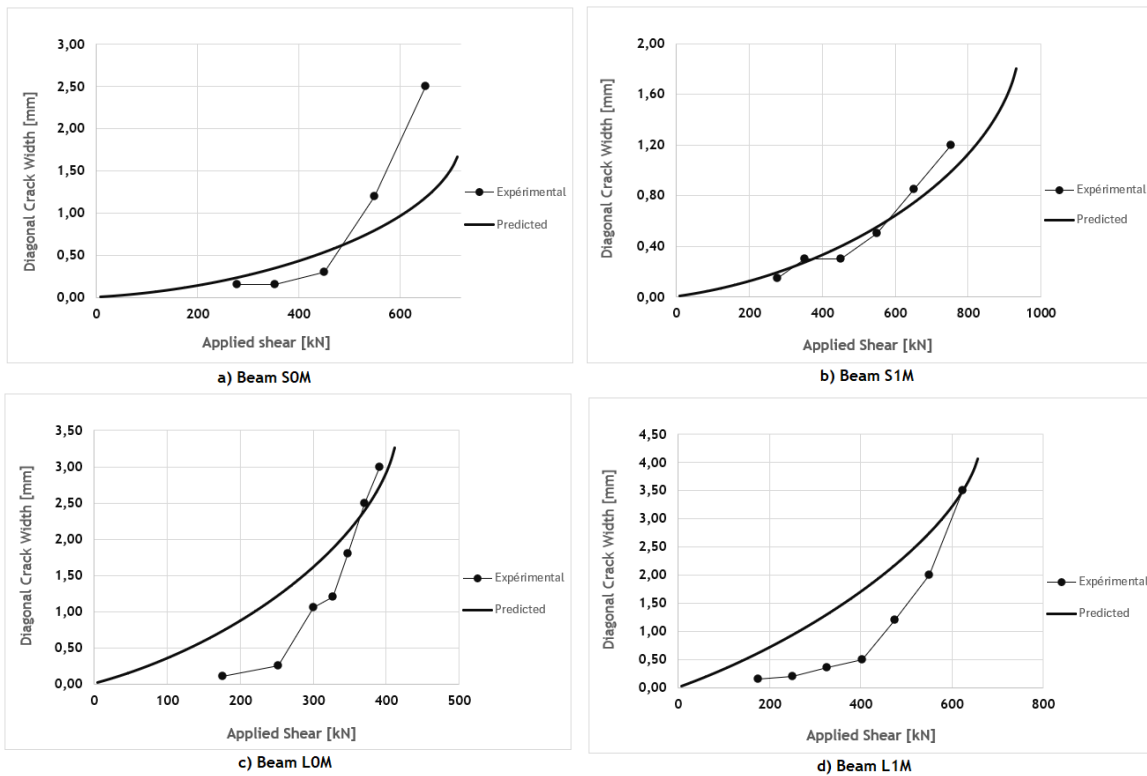 3,00
2,50
2,00
1,50
1,00
0,50
0,00
Diagonal Crack Width [mm]
0 200 400 600
Applied shear [kN]
Expérimental
Predicted
a) Beam S0M
2,00
1,60
1,20
0,80
0,40
0,00
Diagonal Crack Width [mm]
0 200 400 600 800 1000
Applied Shear [kN]
Expérimental
Predicted
b) Beam S1M
3,50
3,00
2,50
2,00
1,50
1,00
0,50
0,00
Diagonal Crack Width [mm]
0 100 200 300 400 500
Applied Shear [kN]
Expérimental
Predicted
c) Beam L0M
4,50
4,00
3,50
3,00
2,50
2,00
1,50
1,00
0,50
0,00
Diagonal Crack Width [mm]
0 200 400 600 800
Applied Shear [kN]
Expérimental
Predicted
d) Beam L1M